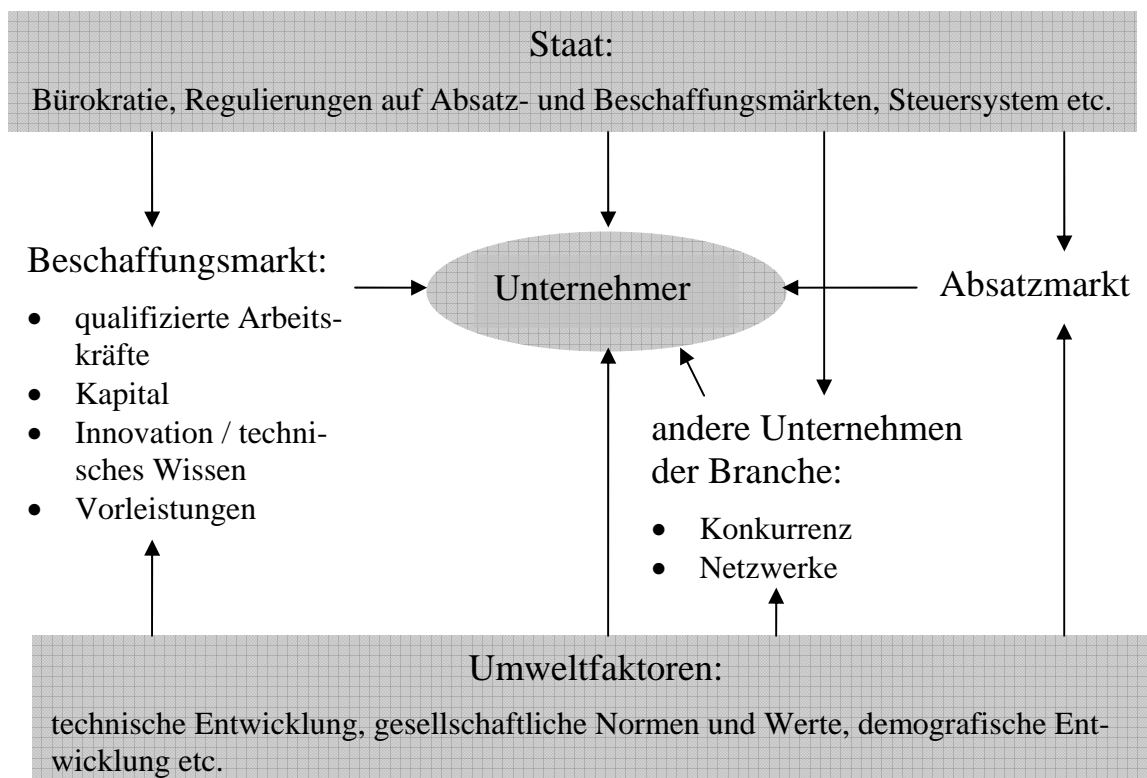 Staat:
Bürokratie, Regulierungen auf Absatz- und Beschaffungsmärkten, Steuersystem etc.
Beschaffungsmarkt:
• qualifizierte Arbeits-
kräfte
• Kapital
• Innovation / techni-
sches Wissen
• Vorleistungen
Unternehmer
Absatzmarkt
andere Unternehmen
der Branche:
• Konkurrenz
• Netzwerke
Umweltfaktoren:
technische Entwicklung, gesellschaftliche Normen und Werte, demografische Ent-
wicklung etc.